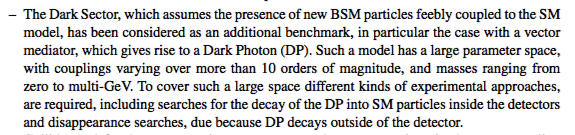 – The Dark Sector, which assumes the presence of new BSM particles feebly coupled to the SM
model, has been considered as an additional benchmark, in particular the case with a vector
mediator, which gives rise to a Dark Photon (DP). Such a model has a large parameter space,
with couplings varying over more than 10 orders of magnitude, and masses ranging from
zero to multi-GeV. To cover such a large space different kinds of experimental approaches,
are required, including searches for the decay of the DP into SM particles inside the detectors
and disappearance searches, due because DP decays outside of the detector.